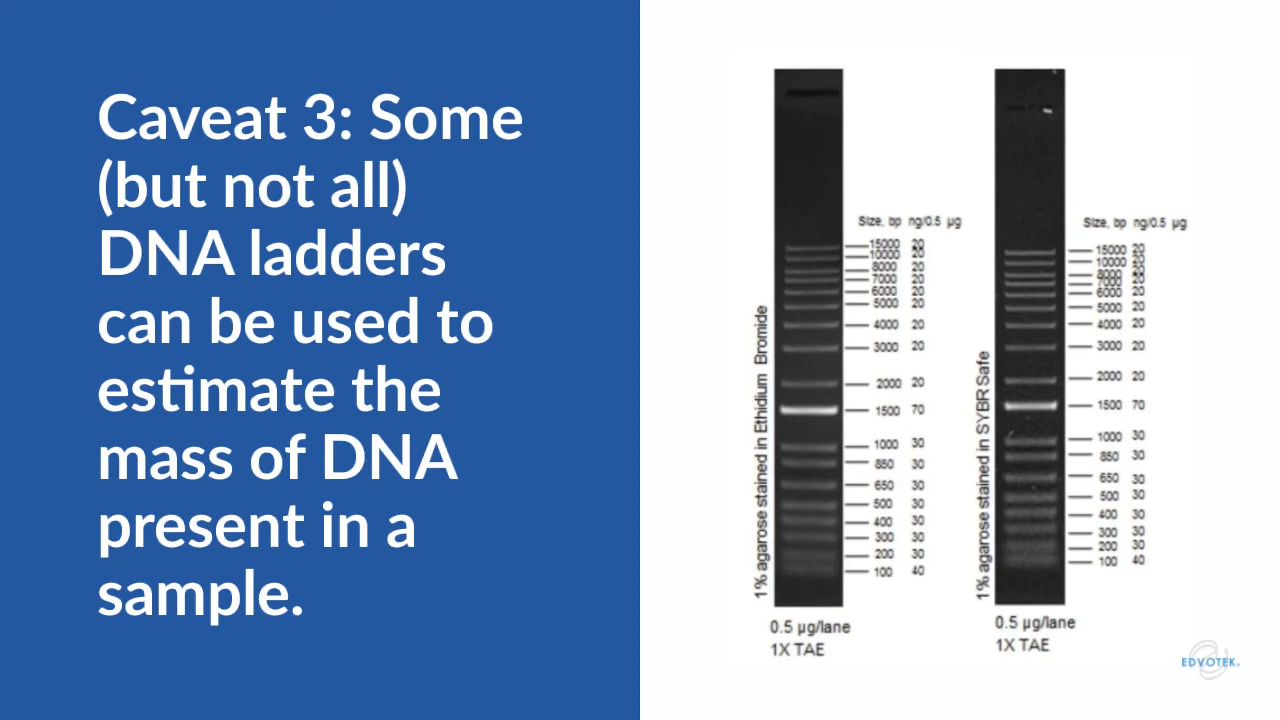 Caveat 3: Some
(but not all)
DNA ladders
can be used to
estimate the
mass of DNA
present in a
sample.
1% agarose stained in Ethidium Bromide
Size, bp ng/0.5 µg
15000 20
10000 20
8000 20
7000 20
6000 20
5000 20
4000 20
3000 20
2000 20
1500 70
1000 30
850 30
650 30
500 30
400 30
300 30
200 30
100 40
0.5 µg/lane
1X TAE
1% agarose stained in SYBR Safe
Size, bp ng/0.5 µg
15000 20
10000 20
8000 20
7000 20
6000 20
5000 20
4000 20
3000 20
2000 20
1500 70
1000 30
850 30
650 30
500 30
400 30
300 30
200 30
100 40
0.5 µg/lane
1X TAE
EDVOTEK®